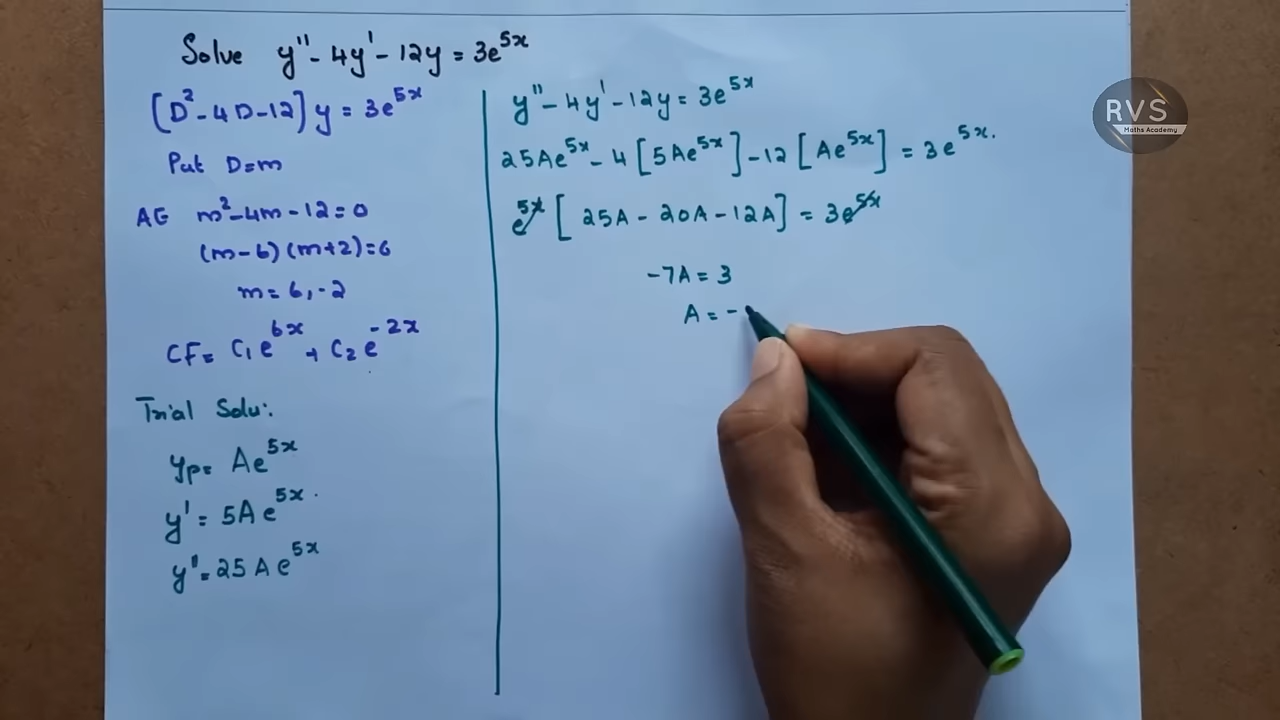 Solve y'' - 4y' - 12y = 3e^5x
[D² - 4D - 12] y = 3e^5x
Put D=m
AE m² - 4m - 12 = 0
(m-6)(m+2)=6
m = 6, -2
CF = C₁e^6x + C₂e^-2x
Trial Solu:
yp = Ae^5x
y' = 5Ae^5x.
y'' = 25Ae^5x
y'' - 4y' - 12y = 3e^5x
25Ae^5x - 4[5Ae^5x] - 12[Ae^5x] = 3e^5x.
e^5x [25A - 20A - 12A] = 3e^5x
-7A = 3
A = -
RVS
Maths Academy